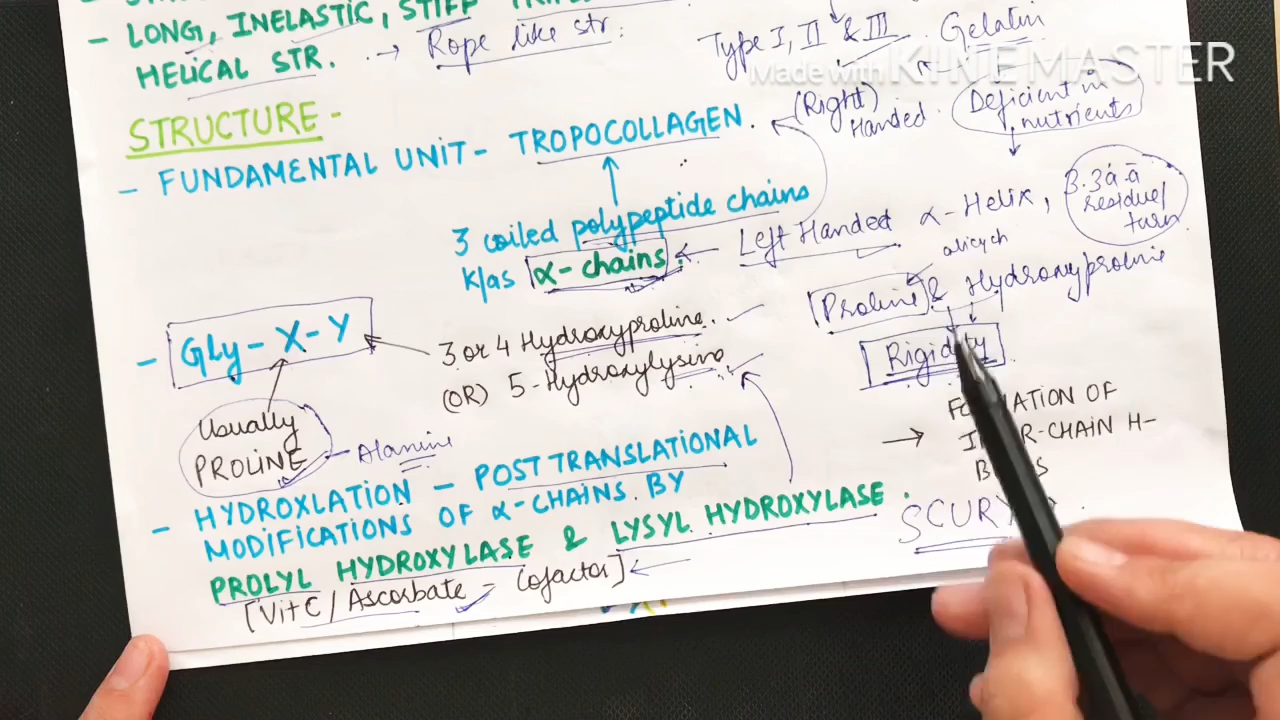 - LONG, INELASTIC, STIFF
HELICAL STR. → Rope like str.
Type I, II & III
Gelatin
Made with KINEMASTER
(Right) Handed.
Deficient in nutrients
STRUCTURE -
- FUNDAMENTAL UNIT - TROPOCOLLAGEN.
3 coiled polypeptide chains
K/as α-chains
Left Handed α-Helix, 3.3 a.a residue/turn
- Gly - X - Y
3 or 4 Hydroxyproline.
(OR) 5-Hydroxylysine
Proline & Hydroxyproline
Rigidity
Usually
PROLINE
Alanine
→ INTER-CHAIN H-
- HYDROXLATION - POST TRANSLATIONAL
MODIFICATIONS OF α-CHAINS BY
PROLYL HYDROXYLASE & LYSYL HYDROXYLASE.
[Vit C / Ascorbate - Cofactor]